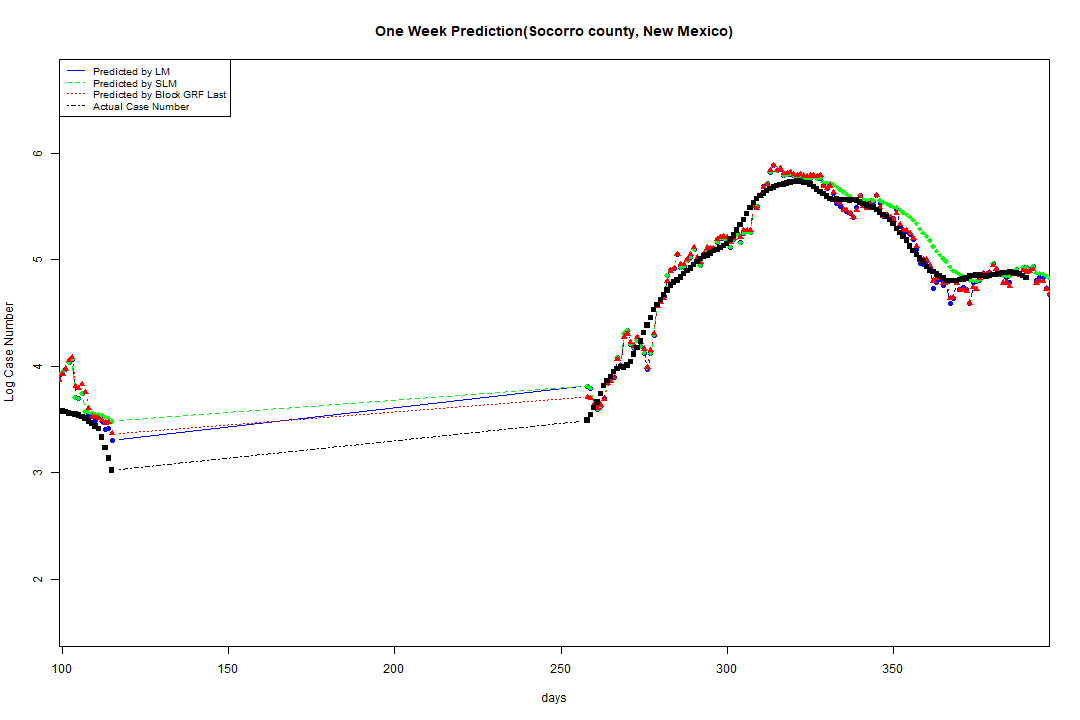 One Week Prediction(Socorro county, New Mexico)
Predicted by LM
Predicted by SLM
Predicted by Block GRF Last
Actual Case Number
Log Case Number
6
5
4
3
2
100 150 200 250 300 350
days